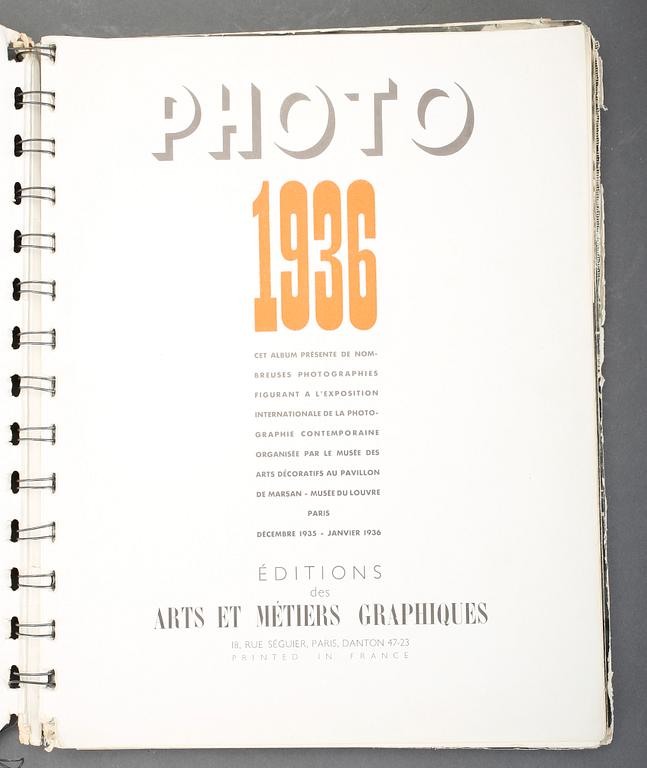 PHOTO
1936
CET ALBUM PRÉSENTE DE NOM-
BREUSES PHOTOGRAPHIES
FIGURANT A L'EXPOSITION
INTERNATIONALE DE LA PHOTO-
GRAPHIE CONTEMPORAINE
ORGANISÉE PAR LE MUSÉE DES
ARTS DÉCORATIFS AU PAVILLON
DE MARSAN - MUSÉE DU LOUVRE
PARIS
DÉCEMBRE 1935 - JANVIER 1936
ÉDITIONS
des
ARTS ET MÉTIERS GRAPHIQUES
18, RUE SÉGUIER, PARIS, DANTON 47-23
PRINTED IN FRANCE